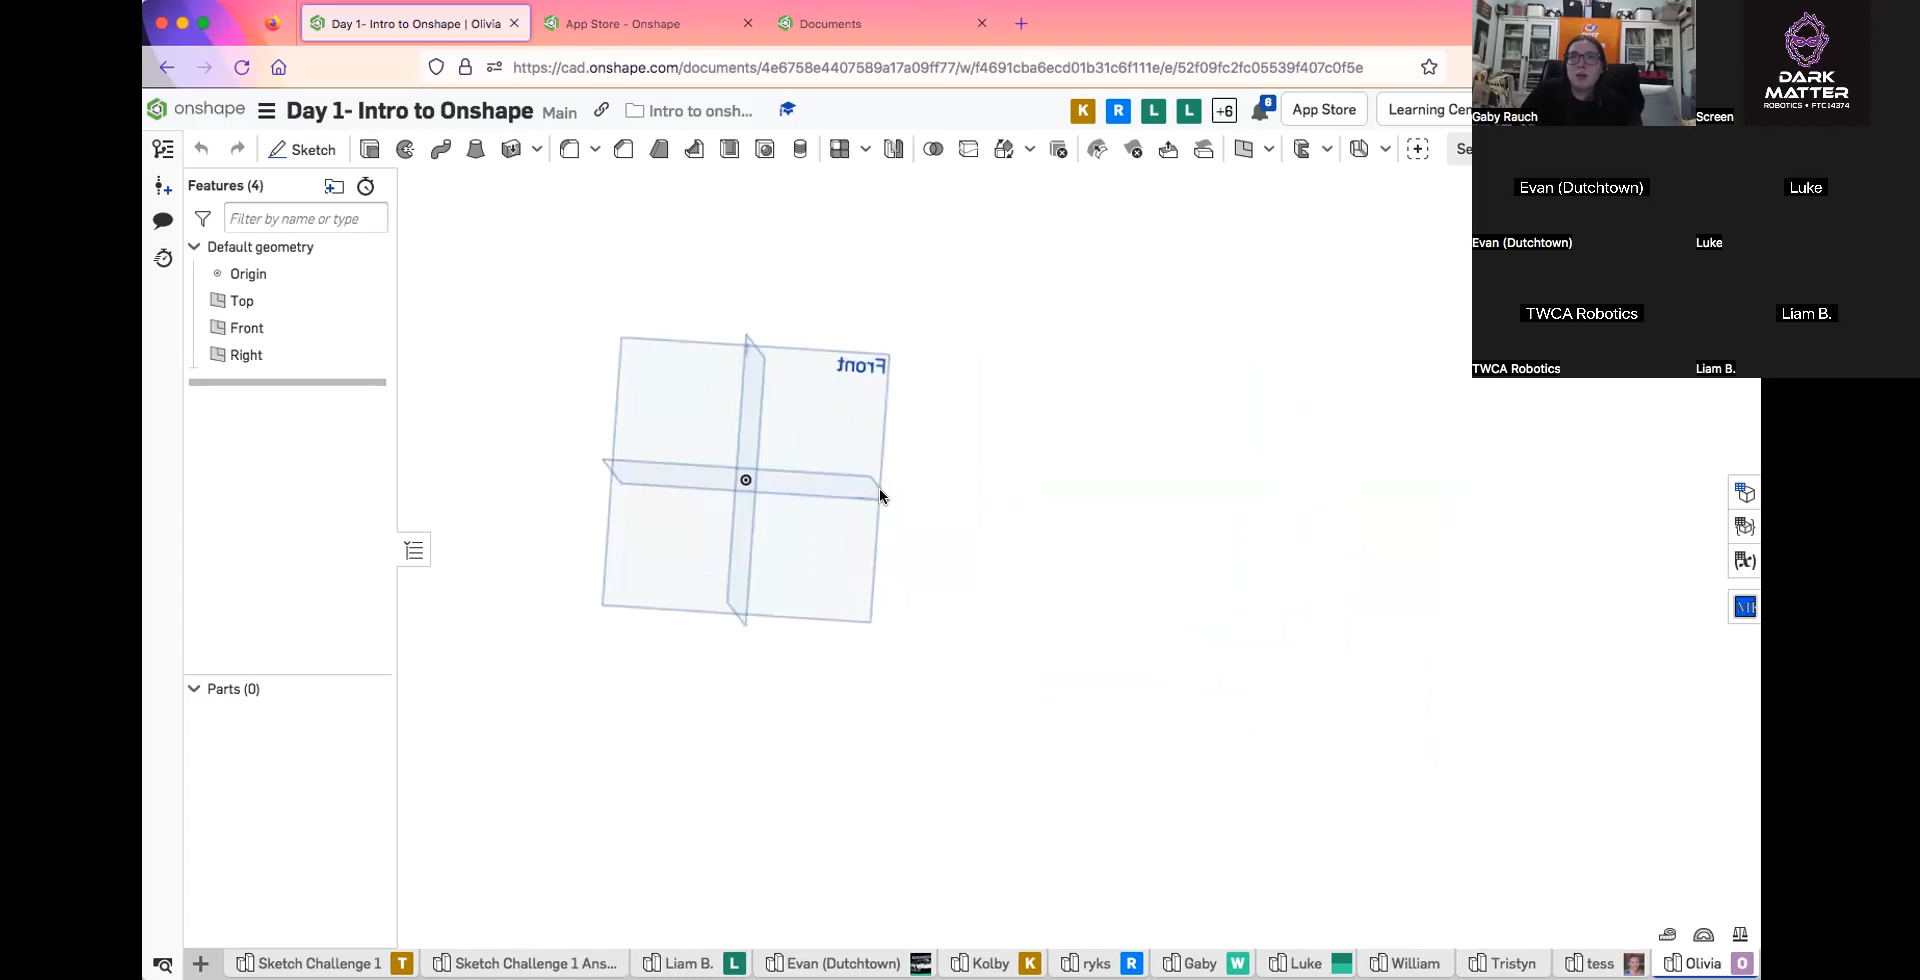 Day 1- Intro to Onshape | Olivia
App Store - Onshape
Documents
https://cad.onshape.com/documents/4e6758e4407589a17a09ff77/w/f4691cba6ecd01b31c6f111e/e/52f09fc2fc05539f407c0f5e
onshape
Day 1- Intro to Onshape
Main
Intro to onsh...
K
R
L
L
+6
6
App Store
Learning Cen
Sketch
Se
Features (4)
Filter by name or type
Default geometry
Origin
Top
Front
Right
Parts (0)
Front
Gaby Rauch
Screen
DARK
MATTER
ROBOTICS • FTC14374
Evan (Dutchtown)
Luke
Evan (Dutchtown)
Luke
TWCA Robotics
Liam B.
TWCA Robotics
Liam B.
Sketch Challenge 1
T
Sketch Challenge 1 Ans...
Liam B.
L
Evan (Dutchtown)
Kolby
K
ryks
R
Gaby
W
Luke
William
Tristyn
tess
Olivia
O